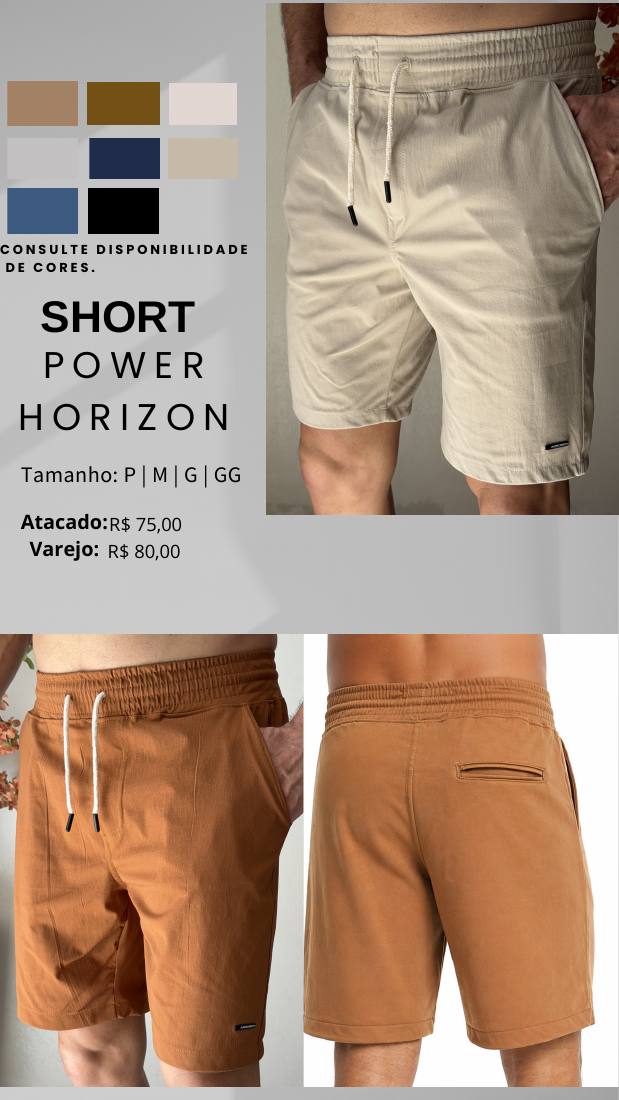 CONSULTE DISPONIBILIDADE
DE CORES.
SHORT
POWER
HORIZON
Tamanho: P | M | G | GG
Atacado: R$ 75,00
Varejo: R$ 80,00